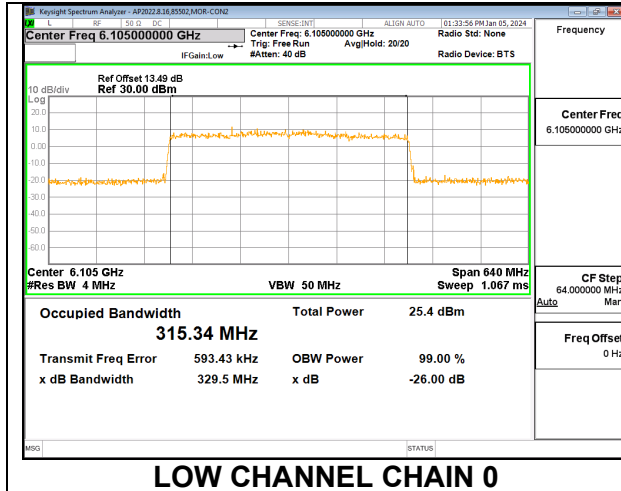 Keysight Spectrum Analyzer - AP2022.8.16,85502,MOR-CON2
L RF 50 Ω DC SENSE:INT ALIGN AUTO 01:33:56 PM Jan 05, 2024
Center Freq 6.105000000 GHz
Center Freq: 6.105000000 GHz
Radio Std: None
Trig: Free Run Avg|Hold: 20/20
IFGain:Low #Atten: 40 dB Radio Device: BTS
Frequency
Ref Offset 13.49 dB
10 dB/div Ref 30.00 dBm
Log
20.0
10.0
0.00
-10.0
-20.0
-30.0
-40.0
-50.0
-60.0
Center Freq
6.105000000 GHz
Center 6.105 GHz Span 640 MHz
#Res BW 4 MHz VBW 50 MHz Sweep 1.067 ms
CF Step
64.000000 MHz
Auto Man
Occupied Bandwidth Total Power 25.4 dBm
315.34 MHz
Transmit Freq Error 593.43 kHz OBW Power 99.00 %
x dB Bandwidth 329.5 MHz x dB -26.00 dB
Freq Offset
0 Hz
MSG STATUS
LOW CHANNEL CHAIN 0